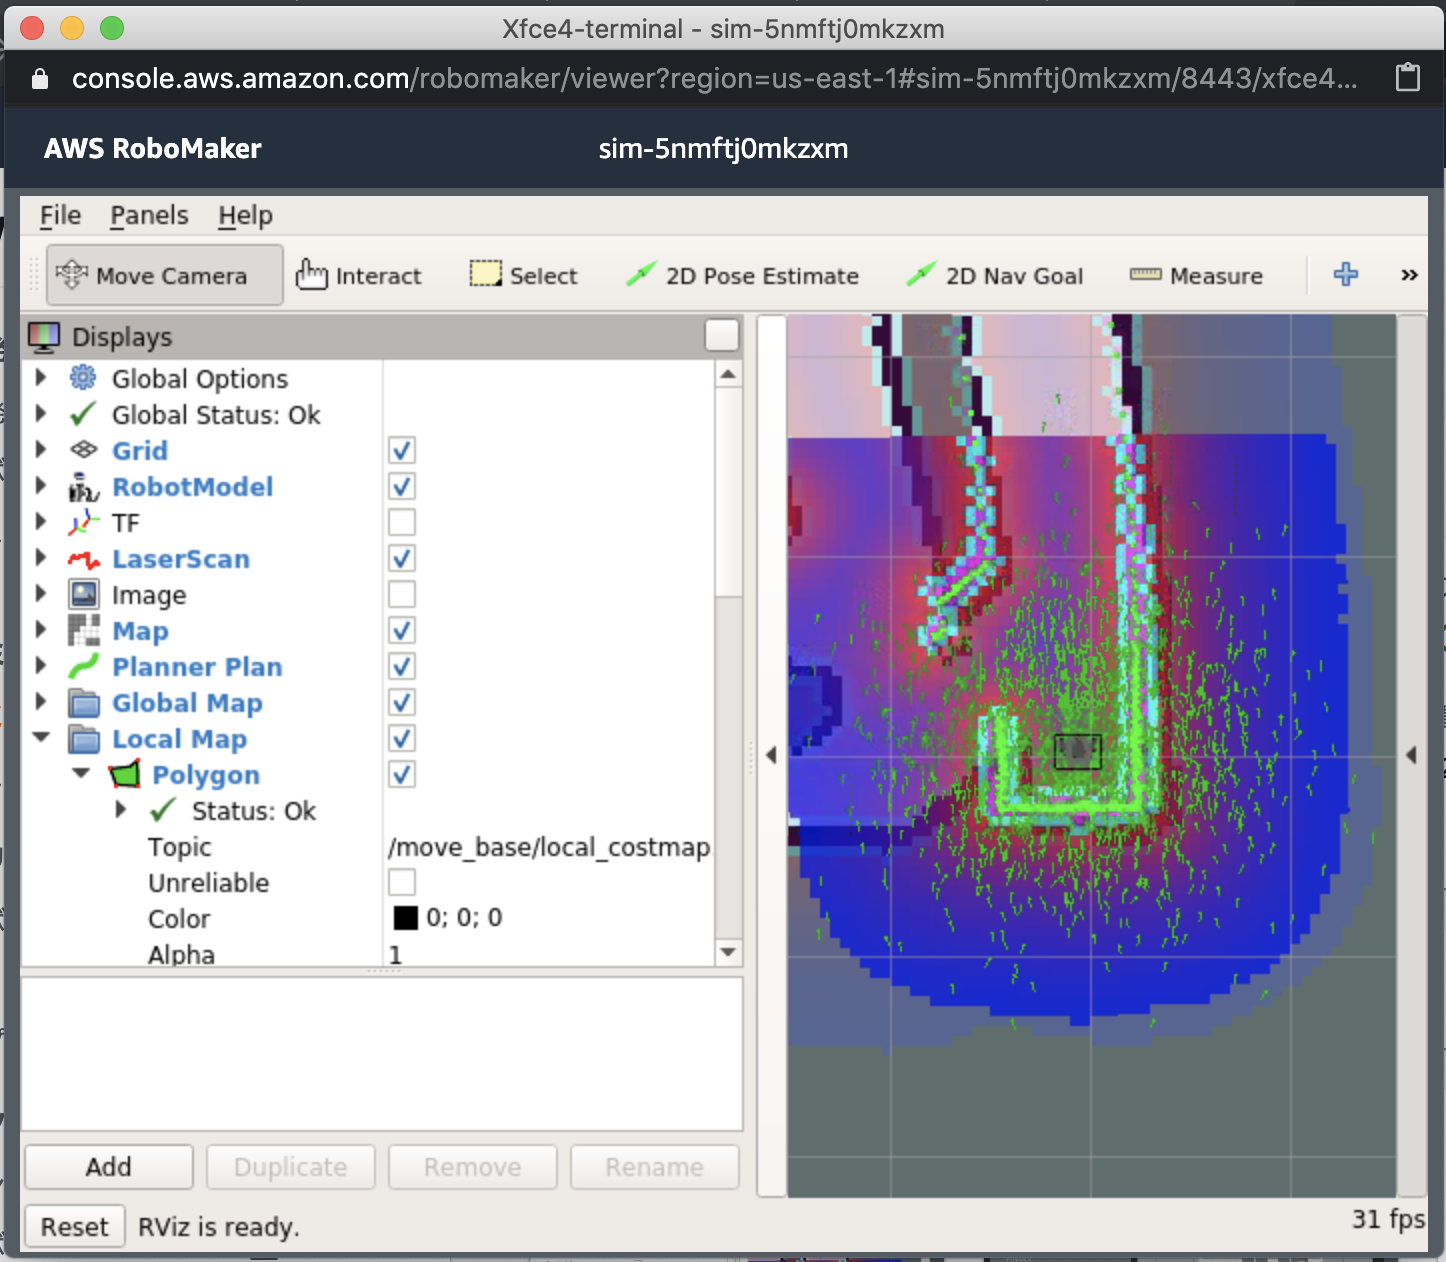 Xfce4-terminal - sim-5nmftj0mkzxm
console.aws.amazon.com/robomaker/viewer?region=us-east-1#sim-5nmftj0mkzxm/8443/xfce4...
AWS RoboMaker sim-5nmftj0mkzxm
File Panels Help
Move Camera Interact Select 2D Pose Estimate 2D Nav Goal Measure »
Displays
Global Options
Global Status: Ok
Grid
RobotModel
TF
LaserScan
Image
Map
Planner Plan
Global Map
Local Map
Polygon
Status: Ok
Topic /move_base/local_costmap
Unreliable
Color 0; 0; 0
Alpha 1
Add Duplicate Remove Rename
Reset RViz is ready. 31 fps